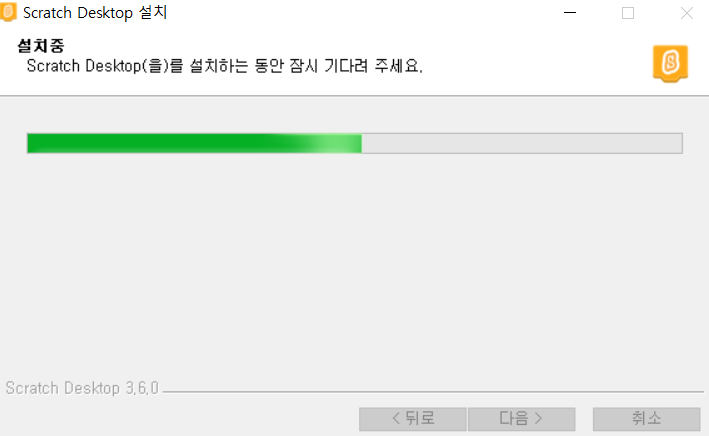 Scratch Desktop 설치
설치중
Scratch Desktop(을)를 설치하는 동안 잠시 기다려 주세요.
Scratch Desktop 3.6.0
< 뒤로
다음 >
취소